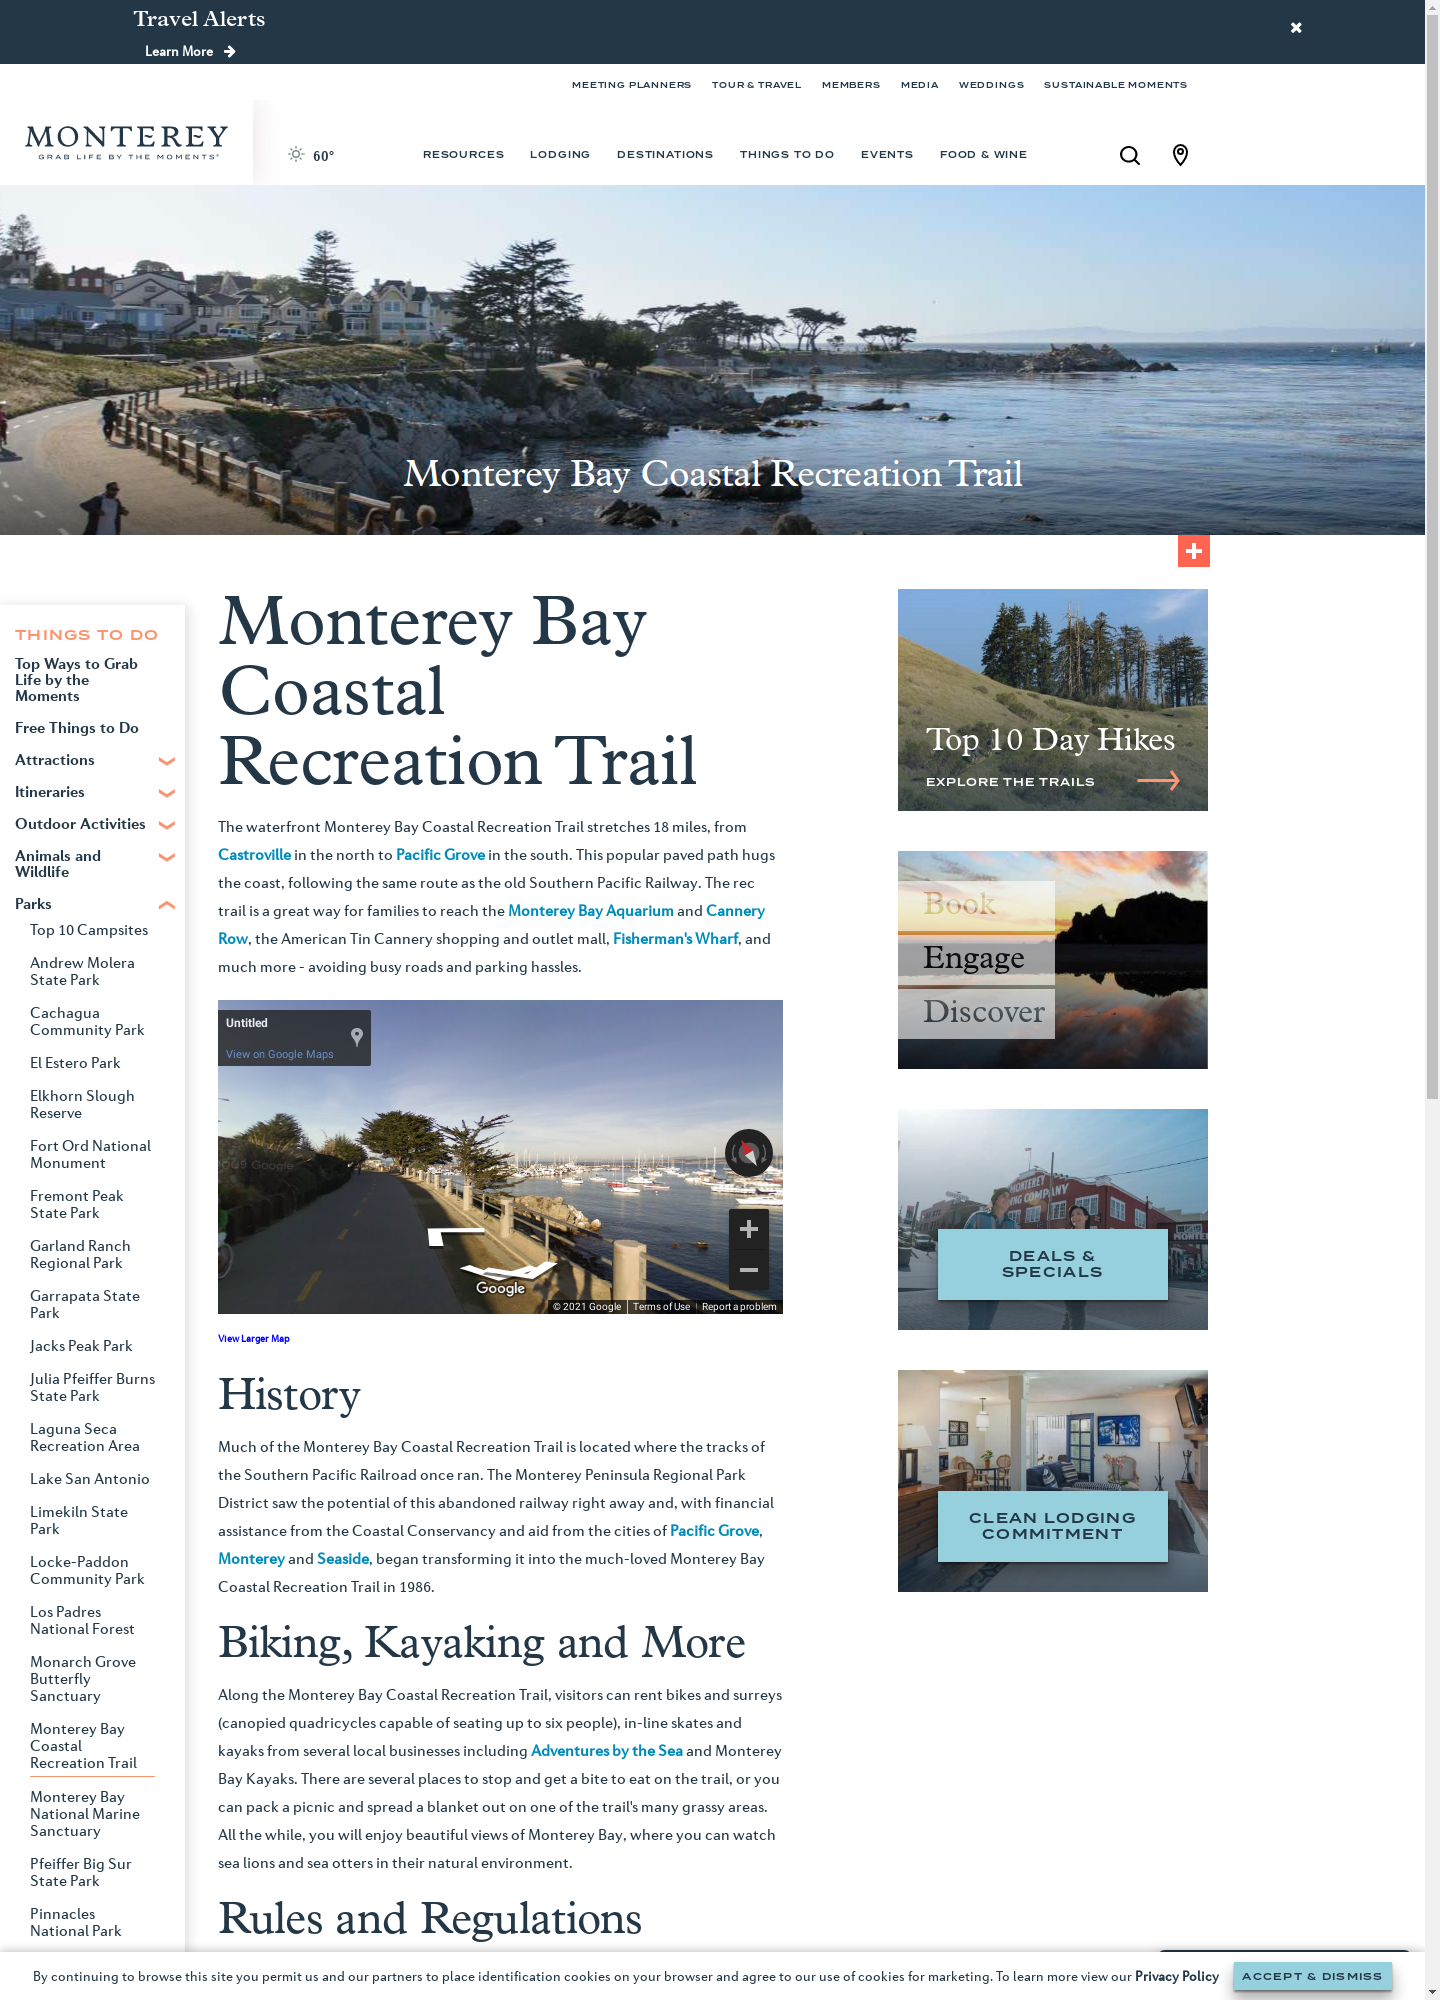 Travel Alerts
Learn More
MEETING PLANNERS TOUR & TRAVEL MEMBERS MEDIA WEDDINGS SUSTAINABLE MOMENTS
MONTEREY
GRAB LIFE BY THE MOMENTS
60°
RESOURCES LODGING DESTINATIONS THINGS TO DO EVENTS FOOD & WINE
Monterey Bay Coastal Recreation Trail
THINGS TO DO
Top Ways to Grab
Life by the
Moments
Free Things to Do
Attractions
Itineraries
Outdoor Activities
Animals and
Wildlife
Parks
Top 10 Campsites
Andrew Molera
State Park
Cachagua
Community Park
El Estero Park
Elkhorn Slough
Reserve
Fort Ord National
Monument
Fremont Peak
State Park
Garland Ranch
Regional Park
Garrapata State
Park
Jacks Peak Park
Julia Pfeiffer Burns
State Park
Laguna Seca
Recreation Area
Lake San Antonio
Limekiln State
Park
Locke-Paddon
Community Park
Los Padres
National Forest
Monarch Grove
Butterfly
Sanctuary
Monterey Bay
Coastal
Recreation Trail
Monterey Bay
National Marine
Sanctuary
Pfeiffer Big Sur
State Park
Pinnacles
National Park
Monterey Bay
Coastal
Recreation Trail
The waterfront Monterey Bay Coastal Recreation Trail stretches 18 miles, from
Castroville in the north to Pacific Grove in the south. This popular paved path hugs
the coast, following the same route as the old Southern Pacific Railway. The rec
trail is a great way for families to reach the Monterey Bay Aquarium and Cannery
Row, the American Tin Cannery shopping and outlet mall, Fisherman's Wharf, and
much more - avoiding busy roads and parking hassles.
Untitled
View on Google Maps
Google
© 2021 Google Terms of Use Report a problem
View Larger Map
History
Much of the Monterey Bay Coastal Recreation Trail is located where the tracks of
the Southern Pacific Railroad once ran. The Monterey Peninsula Regional Park
District saw the potential of this abandoned railway right away and, with financial
assistance from the Coastal Conservancy and aid from the cities of Pacific Grove,
Monterey and Seaside, began transforming it into the much-loved Monterey Bay
Coastal Recreation Trail in 1986.
Biking, Kayaking and More
Along the Monterey Bay Coastal Recreation Trail, visitors can rent bikes and surreys
(canopied quadricycles capable of seating up to six people), in-line skates and
kayaks from several local businesses including Adventures by the Sea and Monterey
Bay Kayaks. There are several places to stop and get a bite to eat on the trail, or you
can pack a picnic and spread a blanket out on one of the trail's many grassy areas.
All the while, you will enjoy beautiful views of Monterey Bay, where you can watch
sea lions and sea otters in their natural environment.
Rules and Regulations
Top 10 Day Hikes
EXPLORE THE TRAILS
Book
Engage
Discover
MONTEREY
COMPANY
DEALS &
SPECIALS
CLEAN LODGING
COMMITMENT
By continuing to browse this site you permit us and our partners to place identification cookies on your browser and agree to our use of cookies for marketing. To learn more view our Privacy Policy
ACCEPT & DISMISS